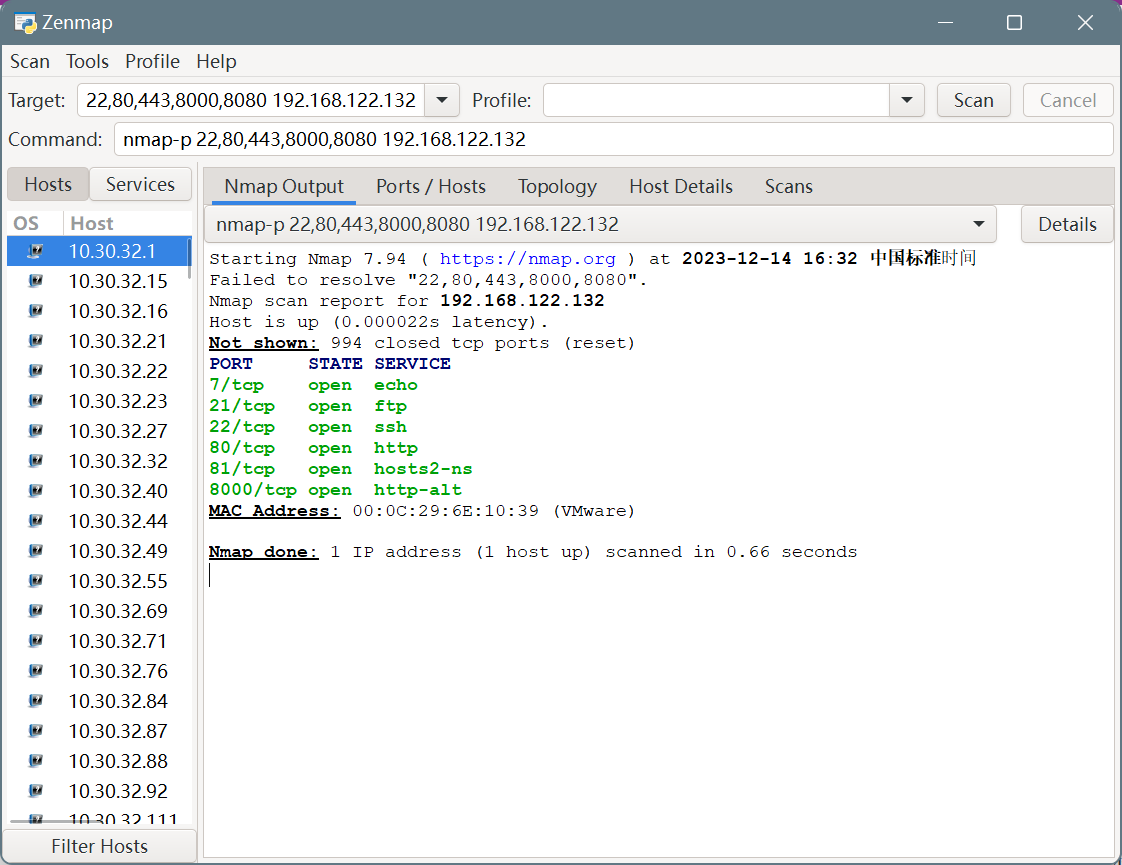 Zenmap
Scan Tools Profile Help
Target: 22,80,443,8000,8080 192.168.122.132 Profile: Scan Cancel
Command: nmap-p 22,80,443,8000,8080 192.168.122.132
Hosts Services
Nmap Output Ports / Hosts Topology Host Details Scans
OS Host
nmap-p 22,80,443,8000,8080 192.168.122.132 Details
10.30.32.1
10.30.32.15
10.30.32.16
10.30.32.21
10.30.32.22
10.30.32.23
10.30.32.27
10.30.32.32
10.30.32.40
10.30.32.44
10.30.32.49
10.30.32.55
10.30.32.69
10.30.32.71
10.30.32.76
10.30.32.84
10.30.32.87
10.30.32.88
10.30.32.92
10.30.32.111
Filter Hosts
Starting Nmap 7.94 ( https://nmap.org ) at 2023-12-14 16:32 中国标准时间
Failed to resolve "22,80,443,8000,8080".
Nmap scan report for 192.168.122.132
Host is up (0.000022s latency).
Not shown: 994 closed tcp ports (reset)
PORT STATE SERVICE
7/tcp open echo
21/tcp open ftp
22/tcp open ssh
80/tcp open http
81/tcp open hosts2-ns
8000/tcp open http-alt
MAC Address: 00:0C:29:6E:10:39 (VMware)
Nmap done: 1 IP address (1 host up) scanned in 0.66 seconds